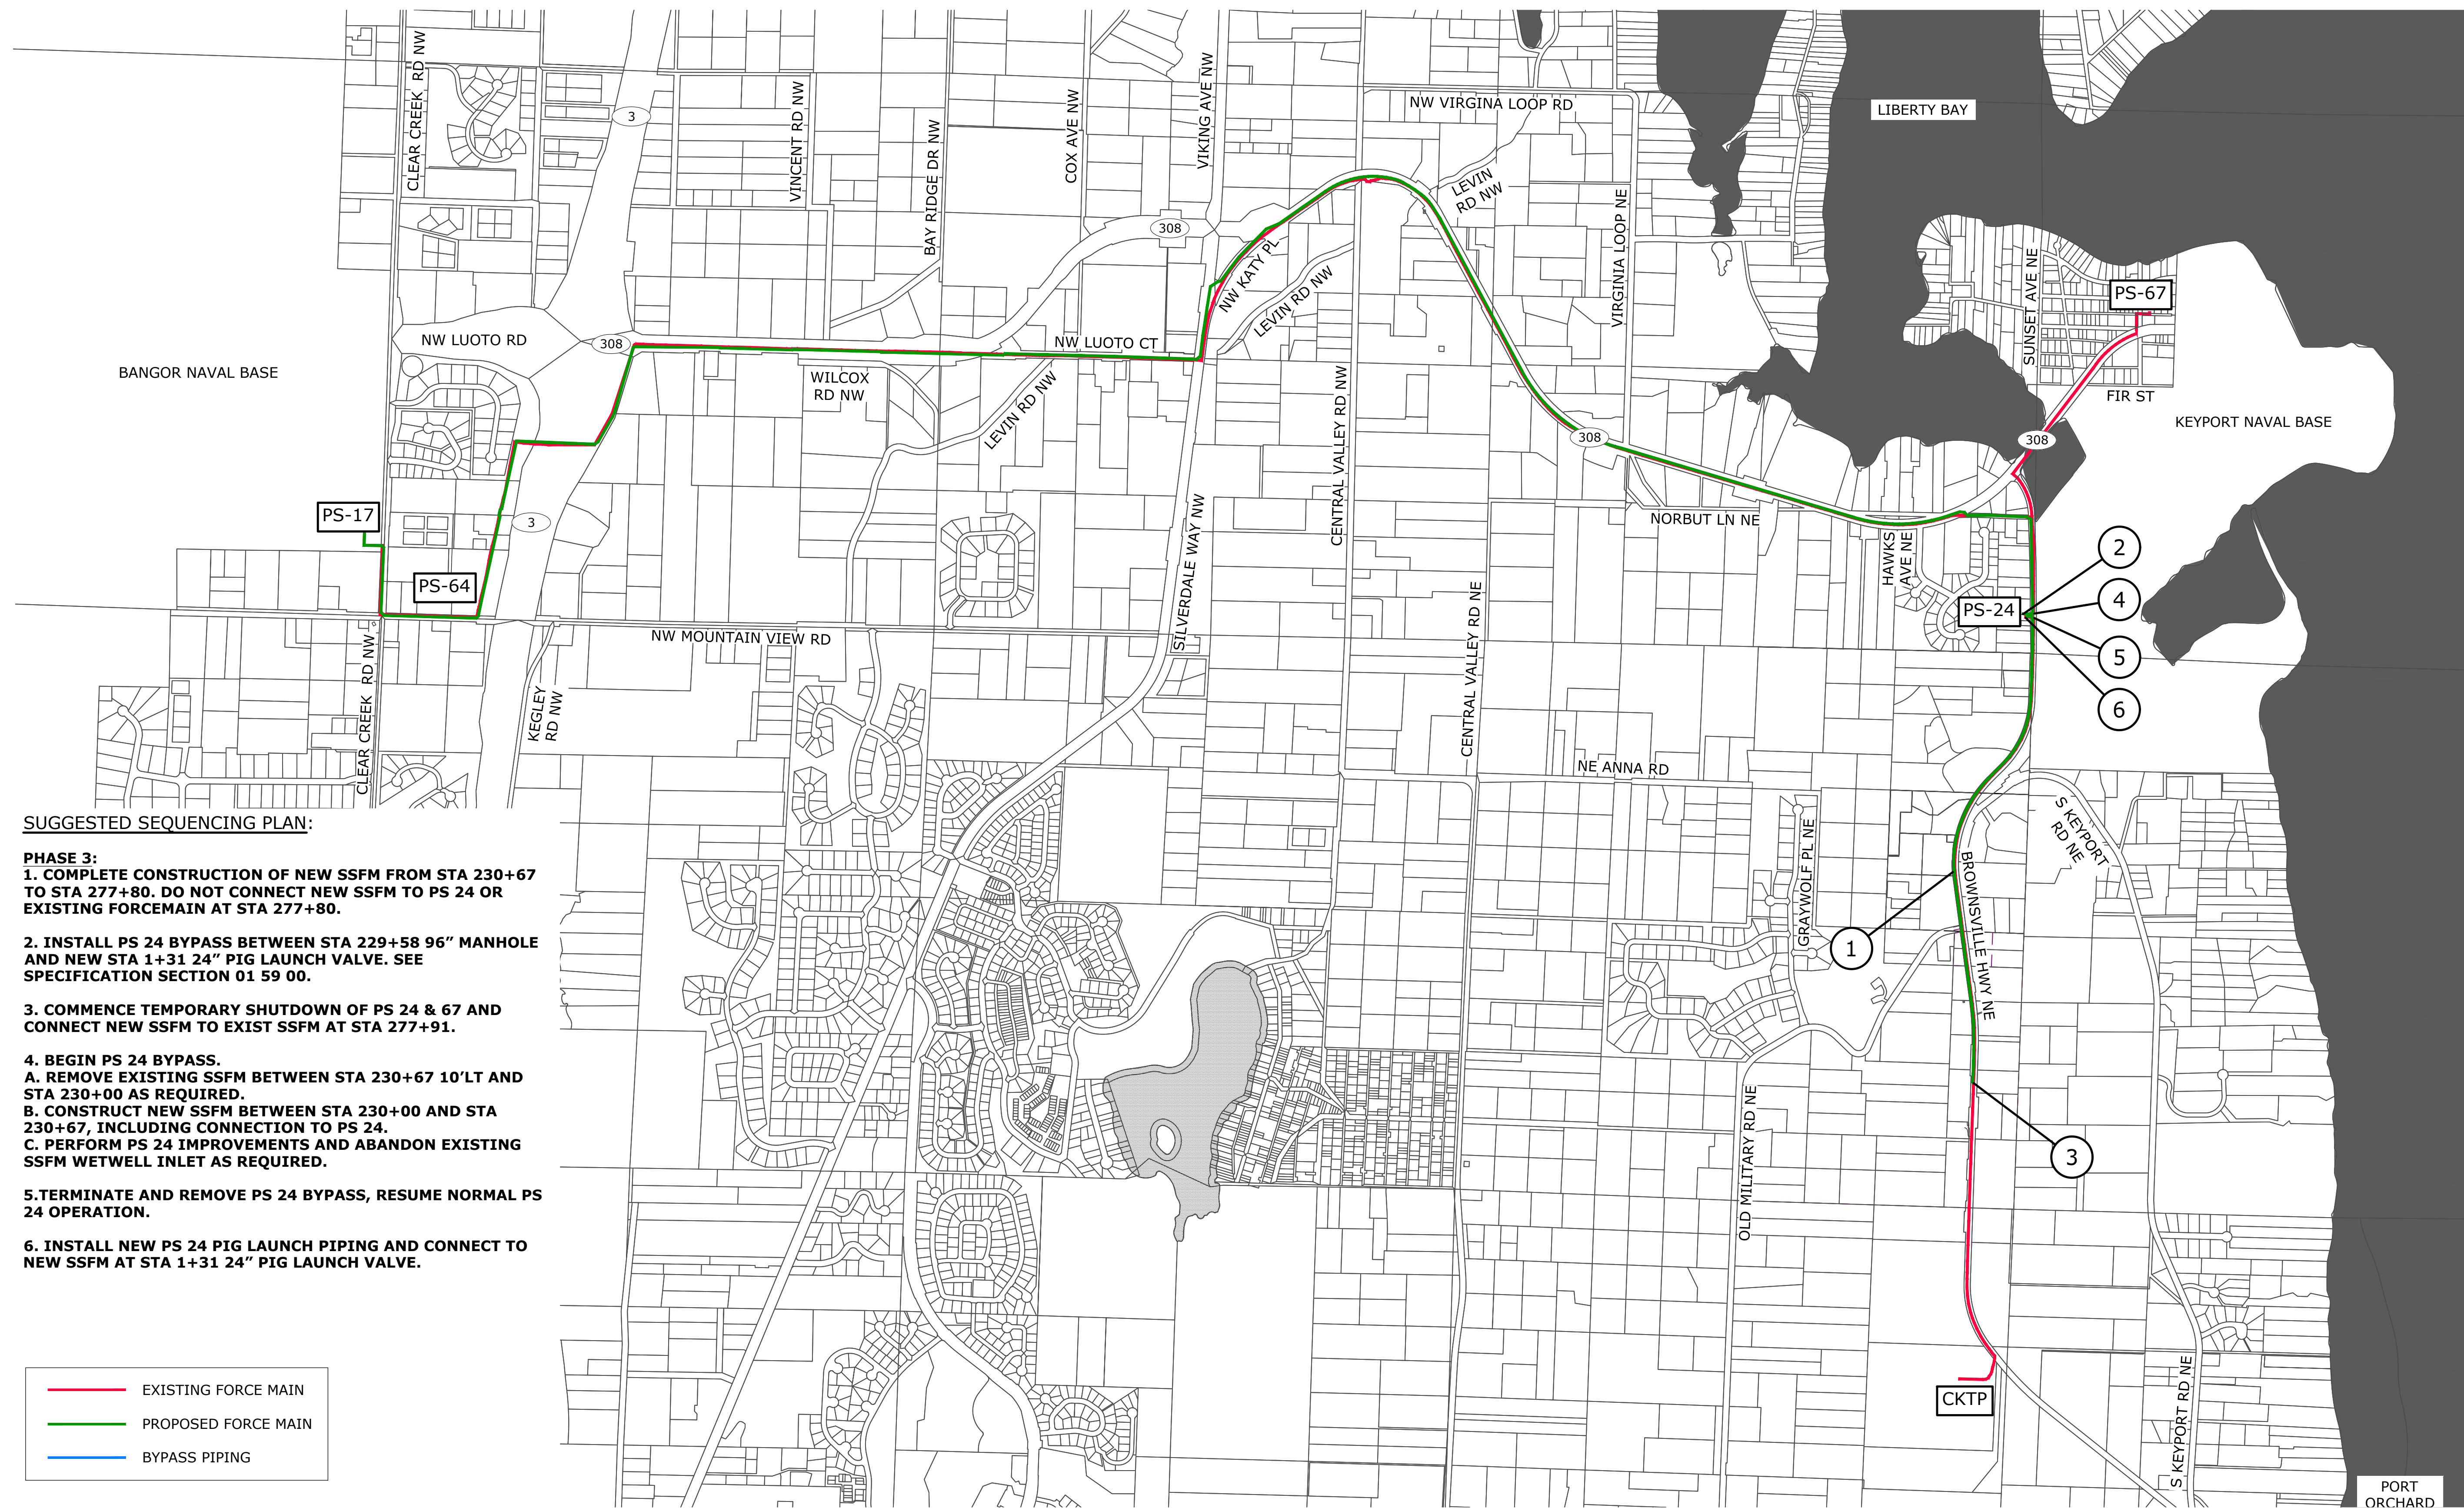 CLEAR CREEK RD NW
3
VINCENT RD NW
BAY RIDGE DR NW
COX AVE NW
VIKING AVE NW
NW VIRGINA LOOP RD
LIBERTY BAY
LEVIN
RD NW
VIRGINIA LOOP NE
308
NW KATY PL
LEVIN RD NW
SUNSET AVE NE
PS-67
NW LUOTO RD
308
NW LUOTO CT
BANGOR NAVAL BASE
WILCOX
RD NW
LEVIN RD NW
CENTRAL VALLEY RD NW
308
FIR ST
KEYPORT NAVAL BASE
308
PS-17
3
SILVERDALE WAY NW
NORBUT LN NE
HAWKS
AVE NE
PS-64
PS-24
2
4
5
6
CLEAR CREEK RD NW
KEGLEY
RD NW
NW MOUNTAIN VIEW RD
CENTRAL VALLEY RD NE
NE ANNA RD
GRAYWOLF PL NE
S KEYPORT
RD NE
BROWNSVILLE HWY NE
1
OLD MILITARY RD NE
3
CKTP
S KEYPORT RD NE
PORT
ORCHARD
SUGGESTED SEQUENCING PLAN:
PHASE 3:
1. COMPLETE CONSTRUCTION OF NEW SSFM FROM STA 230+67
TO STA 277+80. DO NOT CONNECT NEW SSFM TO PS 24 OR
EXISTING FORCEMAIN AT STA 277+80.
2. INSTALL PS 24 BYPASS BETWEEN STA 229+58 96" MANHOLE
AND NEW STA 1+31 24" PIG LAUNCH VALVE. SEE
SPECIFICATION SECTION 01 59 00.
3. COMMENCE TEMPORARY SHUTDOWN OF PS 24 & 67 AND
CONNECT NEW SSFM TO EXIST SSFM AT STA 277+91.
4. BEGIN PS 24 BYPASS.
A. REMOVE EXISTING SSFM BETWEEN STA 230+67 10'LT AND
STA 230+00 AS REQUIRED.
B. CONSTRUCT NEW SSFM BETWEEN STA 230+00 AND STA
230+67, INCLUDING CONNECTION TO PS 24.
C. PERFORM PS 24 IMPROVEMENTS AND ABANDON EXISTING
SSFM WETWELL INLET AS REQUIRED.
5.TERMINATE AND REMOVE PS 24 BYPASS, RESUME NORMAL PS
24 OPERATION.
6. INSTALL NEW PS 24 PIG LAUNCH PIPING AND CONNECT TO
NEW SSFM AT STA 1+31 24" PIG LAUNCH VALVE.
EXISTING FORCE MAIN
PROPOSED FORCE MAIN
BYPASS PIPING